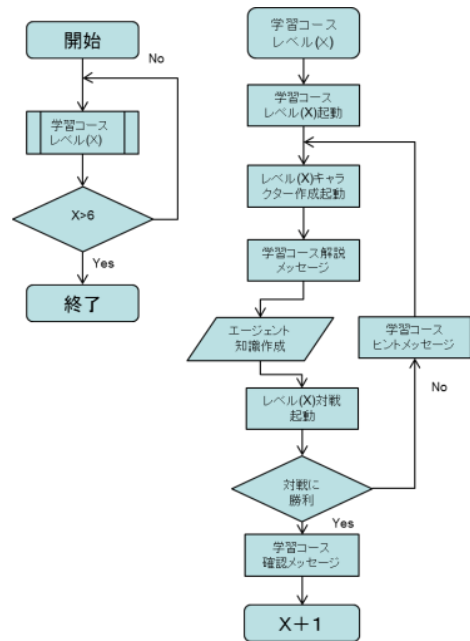 開始
No
学習コース
レベル(X)
X>6
Yes
終了
学習コース
レベル(X)
学習コース
レベル(X)起動
レベル(X)キャラ
クター作成起動
学習コース解説
メッセージ
エージェント
知識作成
学習コース
ヒントメッセージ
レベル(X)対戦
起動
No
対戦に
勝利
Yes
学習コース
確認メッセージ
X+1